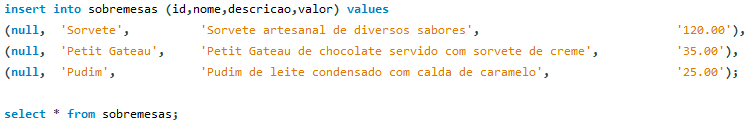 insert into sobremesas (id,nome,descricao,valor) values
(null, 'Sorvete', 'Sorvete artesanal de diversos sabores', '120.00'),
(null, 'Petit Gateau', 'Petit Gateau de chocolate servido com sorvete de creme', '35.00'),
(null, 'Pudim', 'Pudim de leite condensado com calda de caramelo', '25.00');
select * from sobremesas;